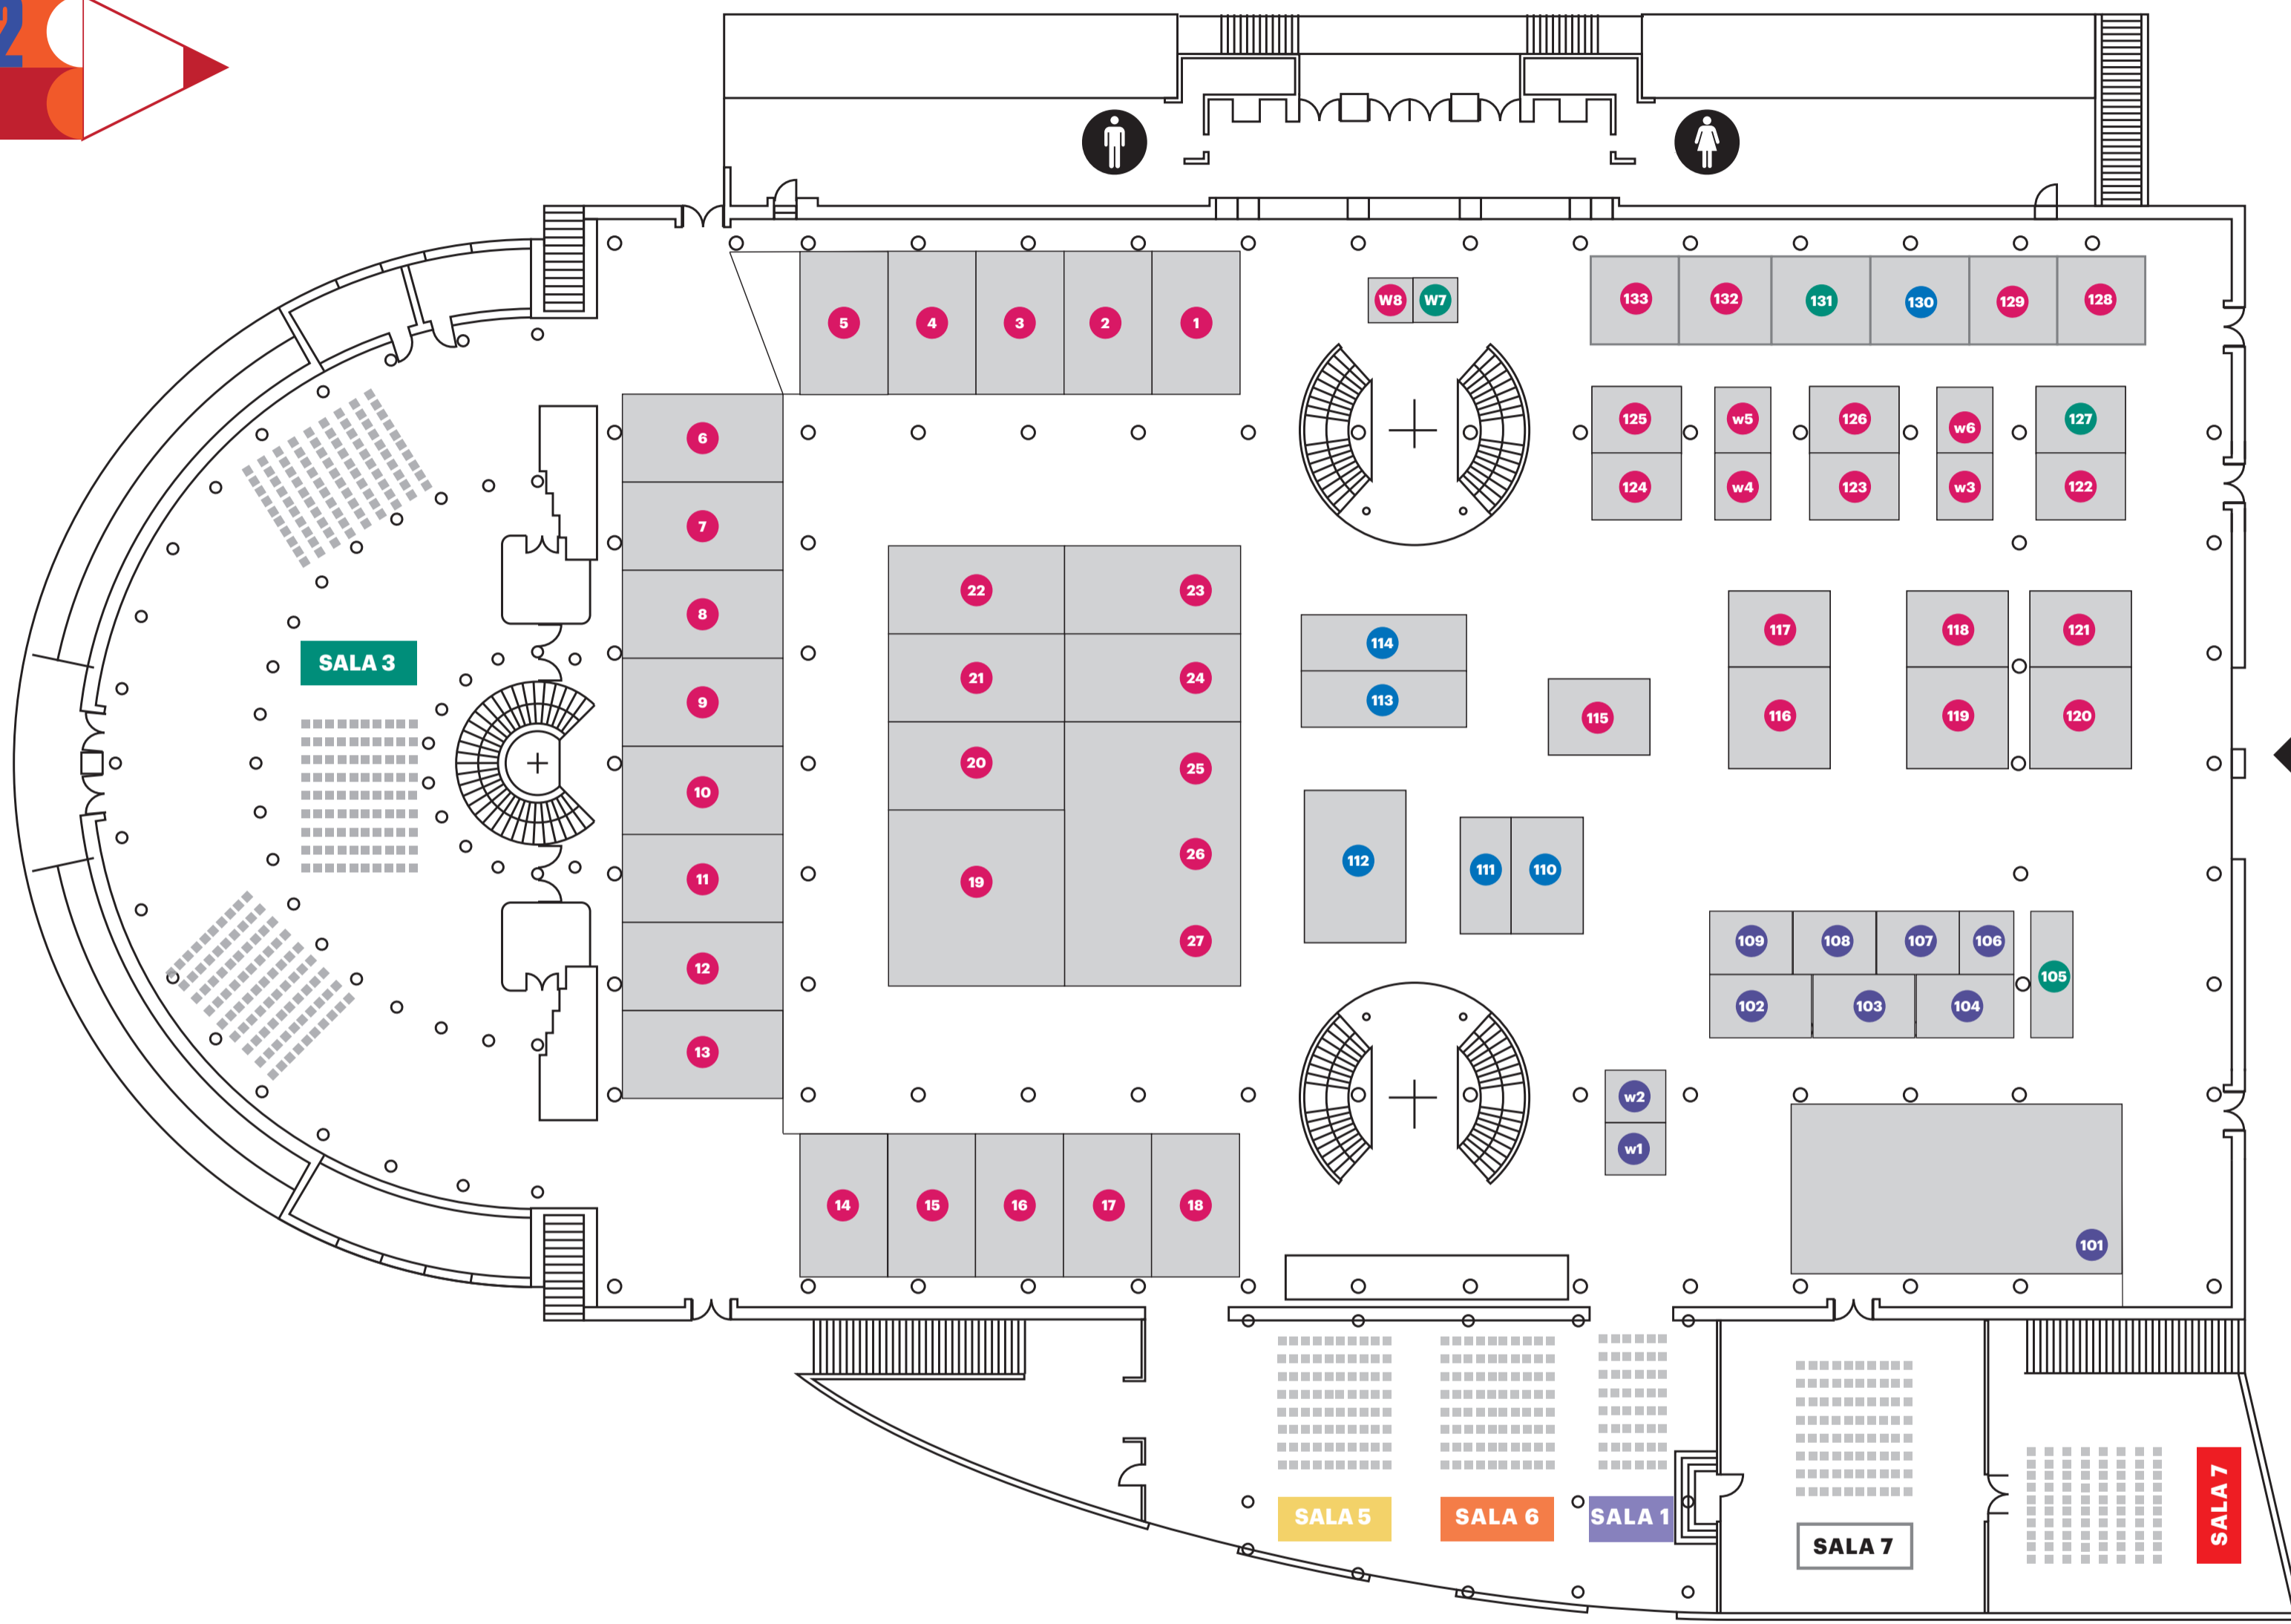 2
5 4 3 2 1
W8 W7
133 132 131 130 129 128
125 w5 126 w6 127
124 w4 123 w3 122
6
7
8
9
10
11
12
13
22 23
21 24
20 25
26
19
27
114
113
115
117 118 121
116 119 120
112 111 110
109 108 107 106
105
102 103 104
w2
w1
101
14 15 16 17 18
SALA 3
SALA 5 SALA 6 SALA 1
SALA 7
SALA 7